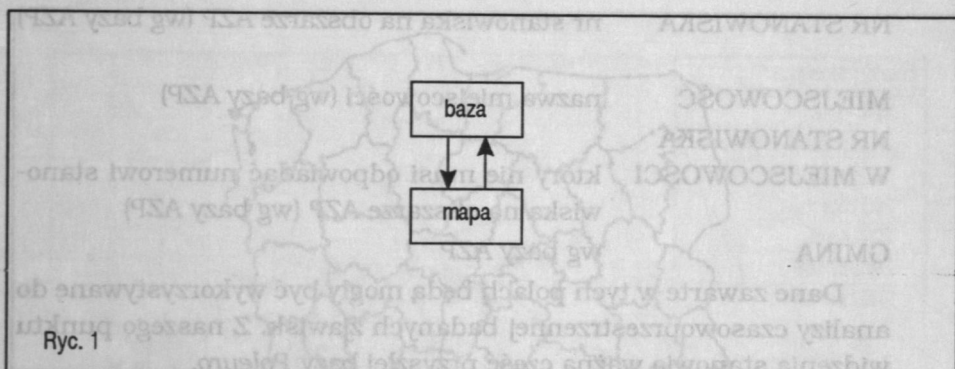 NR STANOWISKA nr stanowiska na obszarze AZP (wg bazy AZP)
MIEJSCOWOŚĆ nazwa miejscowości (wg bazy AZP)
NR STANOWISKA
W MIEJSCOWOŚCI który nie musi odpowiadać numerowi stano-
wiska na obszarze AZP (wg bazy AZP)
GMINA wg bazy AZP
Dane zawarte w tych polach będą mogły być wykorzystywane do
analizy czasowoprzestrzennej badanych zjawisk. Z naszego punktu
widzenia stanowią ważną część przyszłej bazy
baza
mapa
Ryc. 1